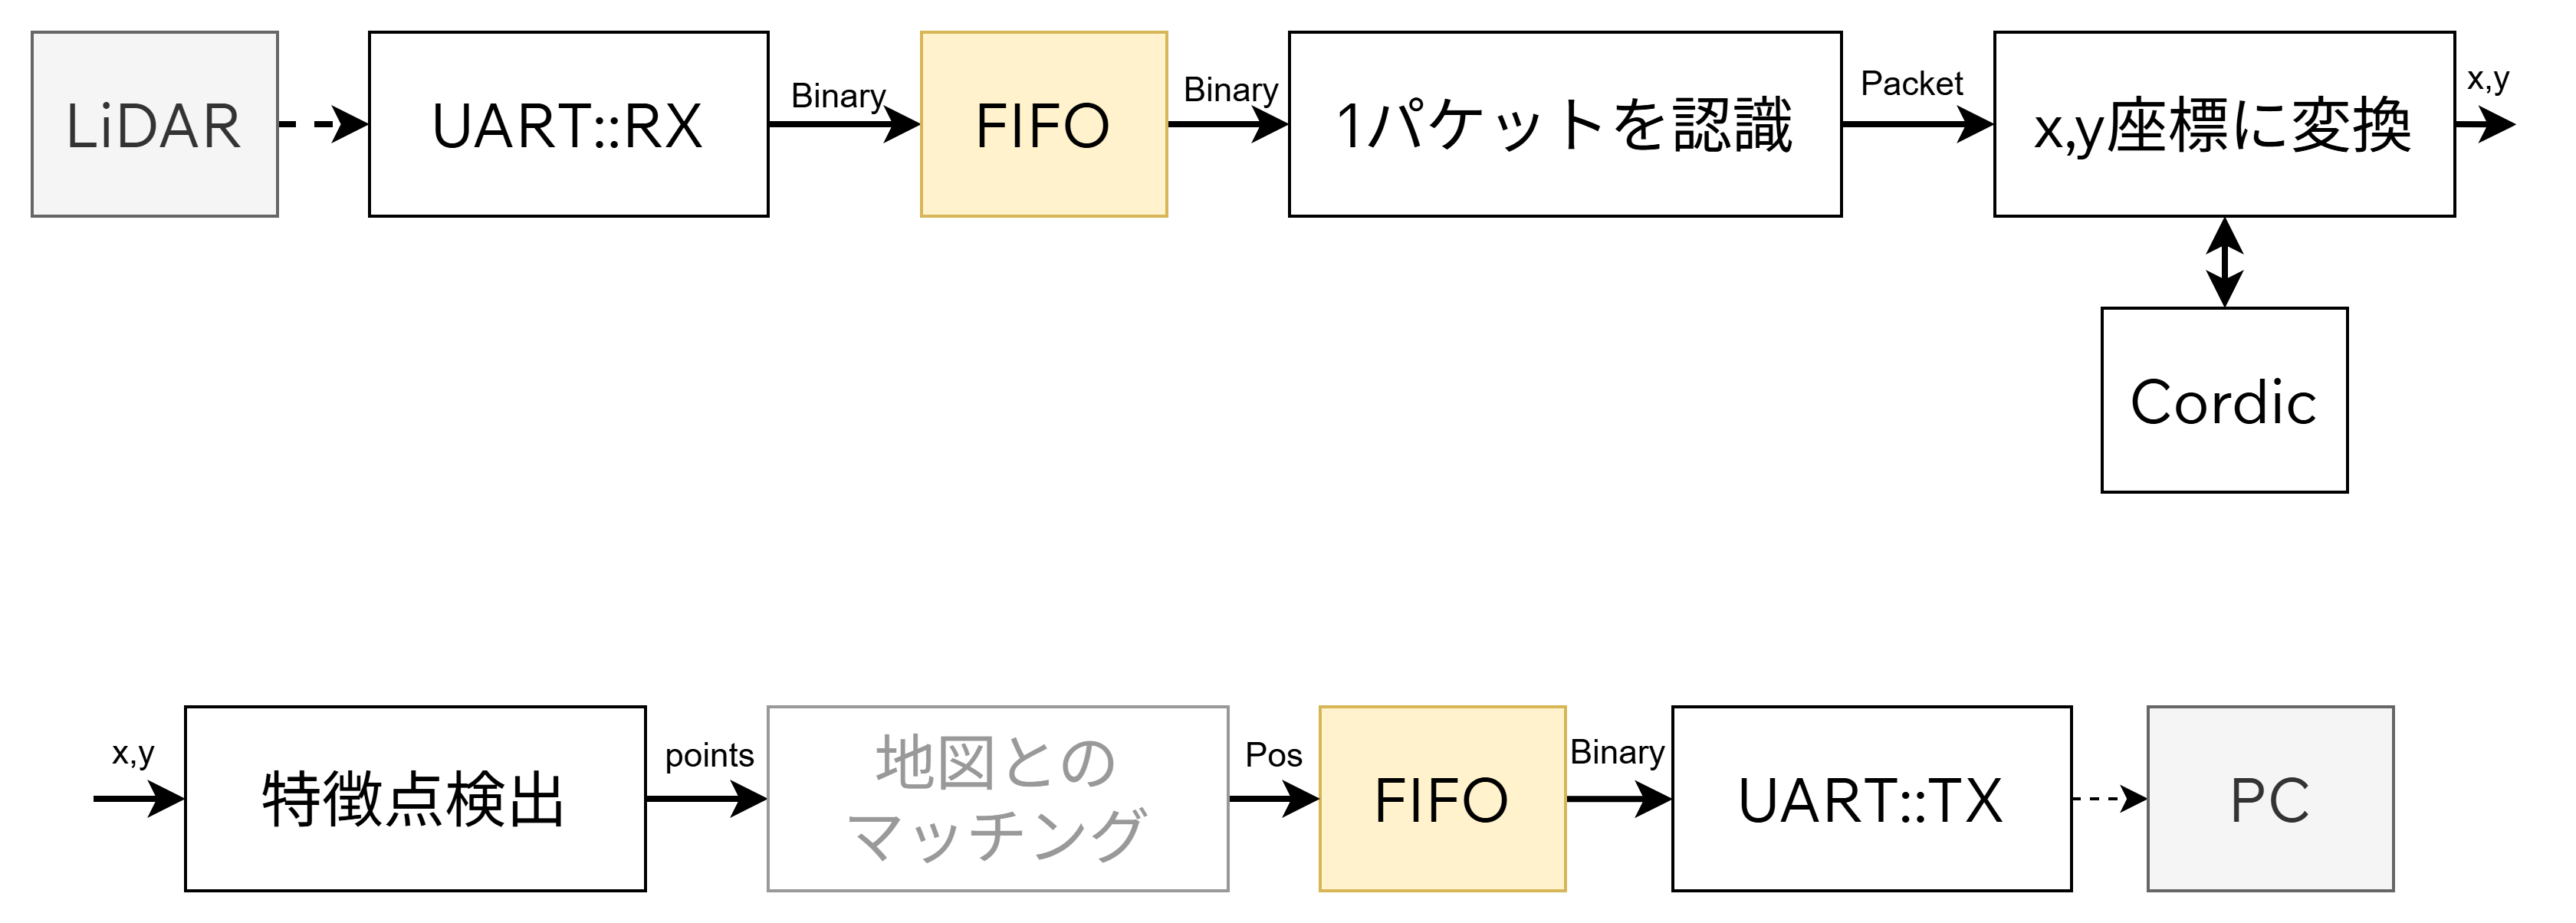 LiDAR
UART::RX
Binary
FIFO
Binary
1パケットを認識
Packet
x,y座標に変換
x,y
Cordic
x,y
特徴点検出
points
地図との
マッチング
Pos
FIFO
Binary
UART::TX
PC